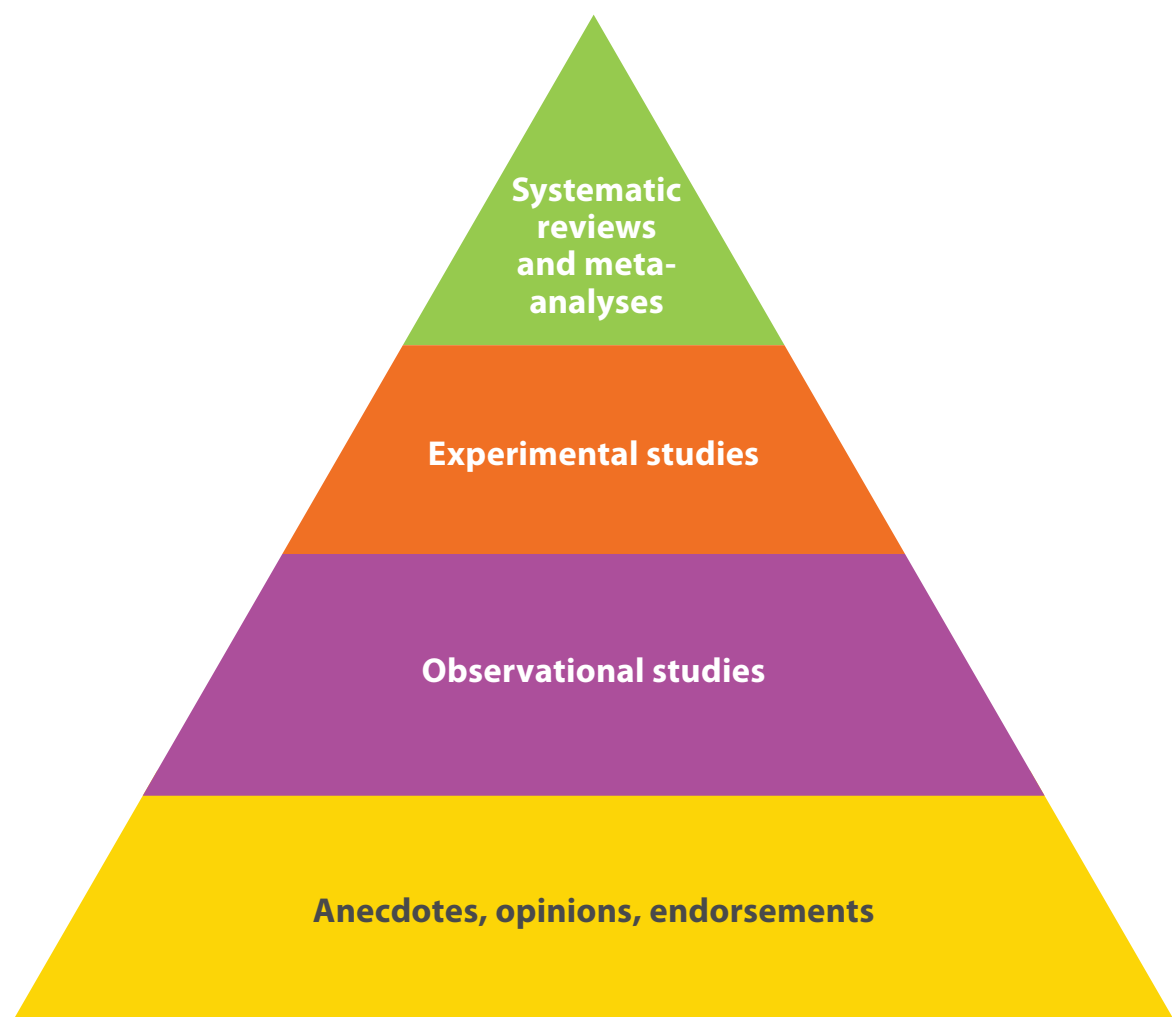 Systematic
reviews
and meta-
analyses
Experimental studies
Observational studies
Anecdotes, opinions, endorsements